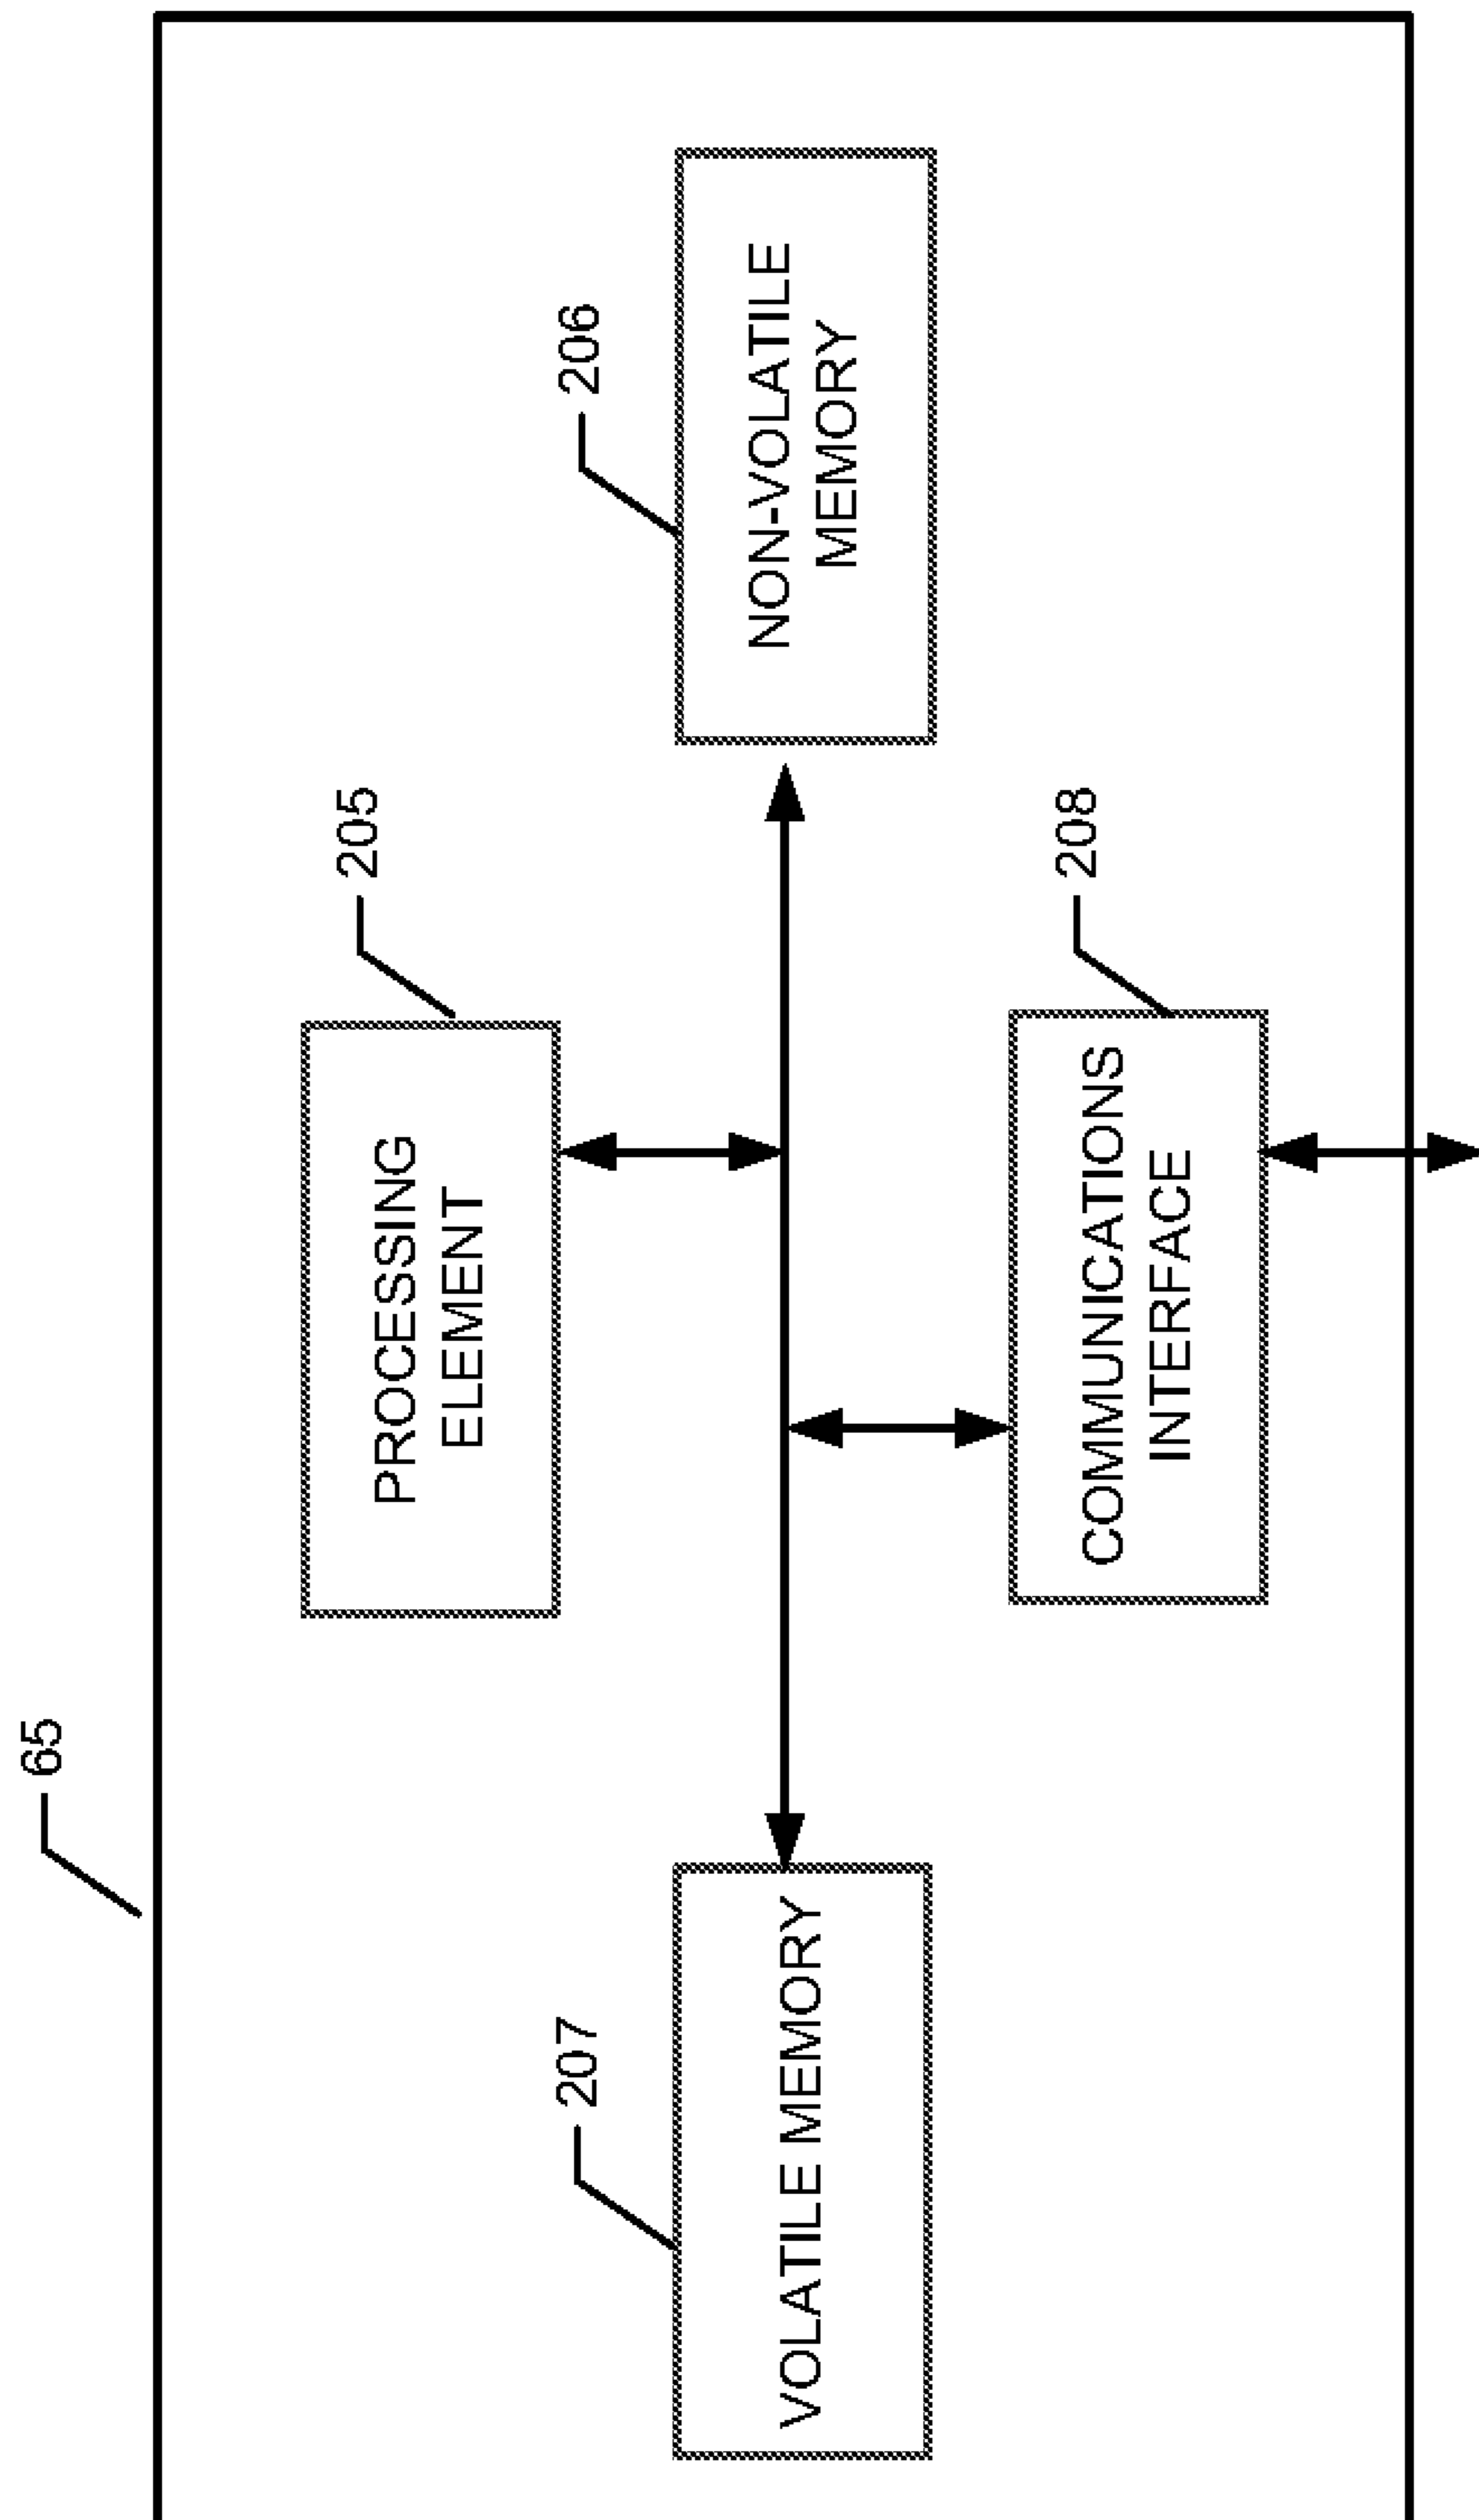 65
205
PROCESSING
ELEMENT
207
VOLATILE MEMORY
206
NON-VOLATILE
MEMORY
208
COMMUNICATIONS
INTERFACE